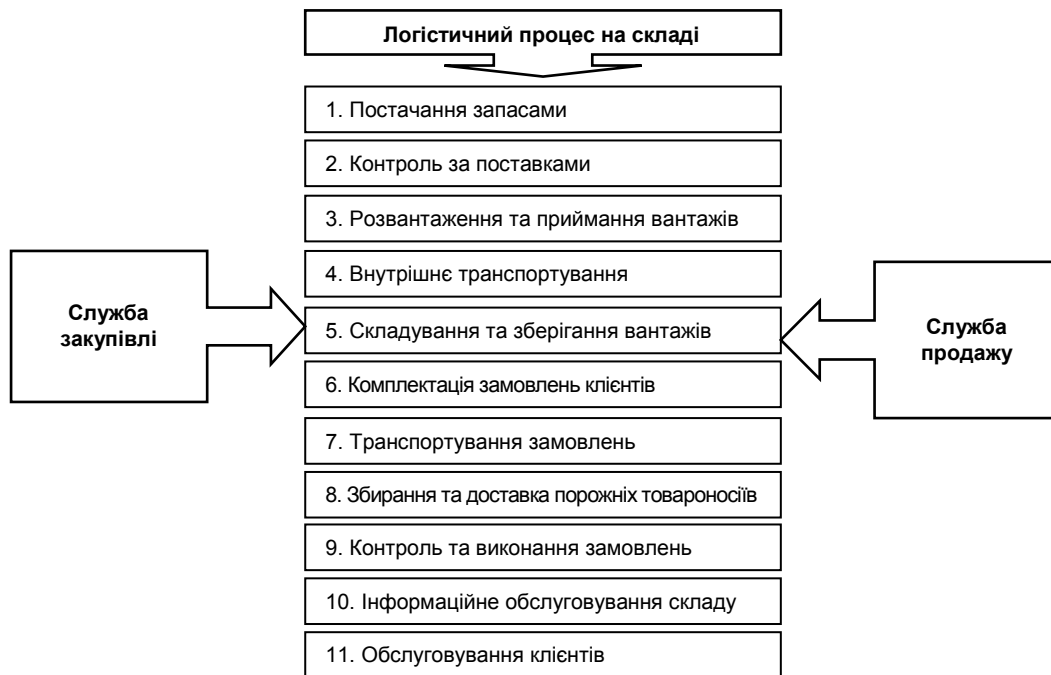 Логістичний процес на складі
1. Постачання запасами
2. Контроль за поставками
3. Розвантаження та приймання вантажів
4. Внутрішнє транспортування
5. Складування та зберігання вантажів
6. Комплектація замовлень клієнтів
7. Транспортування замовлень
8. Збирання та доставка порожніх товароносіїв
9. Контроль та виконання замовлень
10. Інформаційне обслуговування складу
11. Обслуговування клієнтів
Служба
закупівлі
Служба
продажу